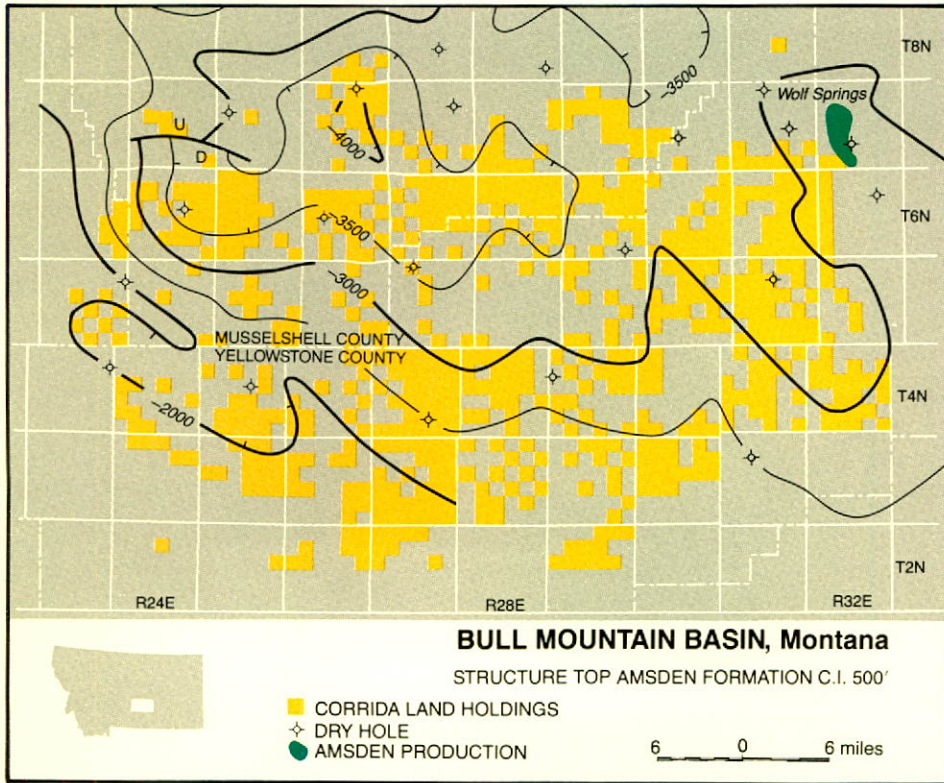 T8N
-3500
Wolf Springs
U
D
-4000
T6N
-3500
-3000
MUSSELSHELL COUNTY
YELLOWSTONE COUNTY
T4N
-2000
T2N
R24E
R28E
R32E
BULL MOUNTAIN BASIN, Montana
STRUCTURE TOP AMSDEN FORMATION C.I. 500'
CORRIDA LAND HOLDINGS
DRY HOLE
AMSDEN PRODUCTION
6 0 6 miles